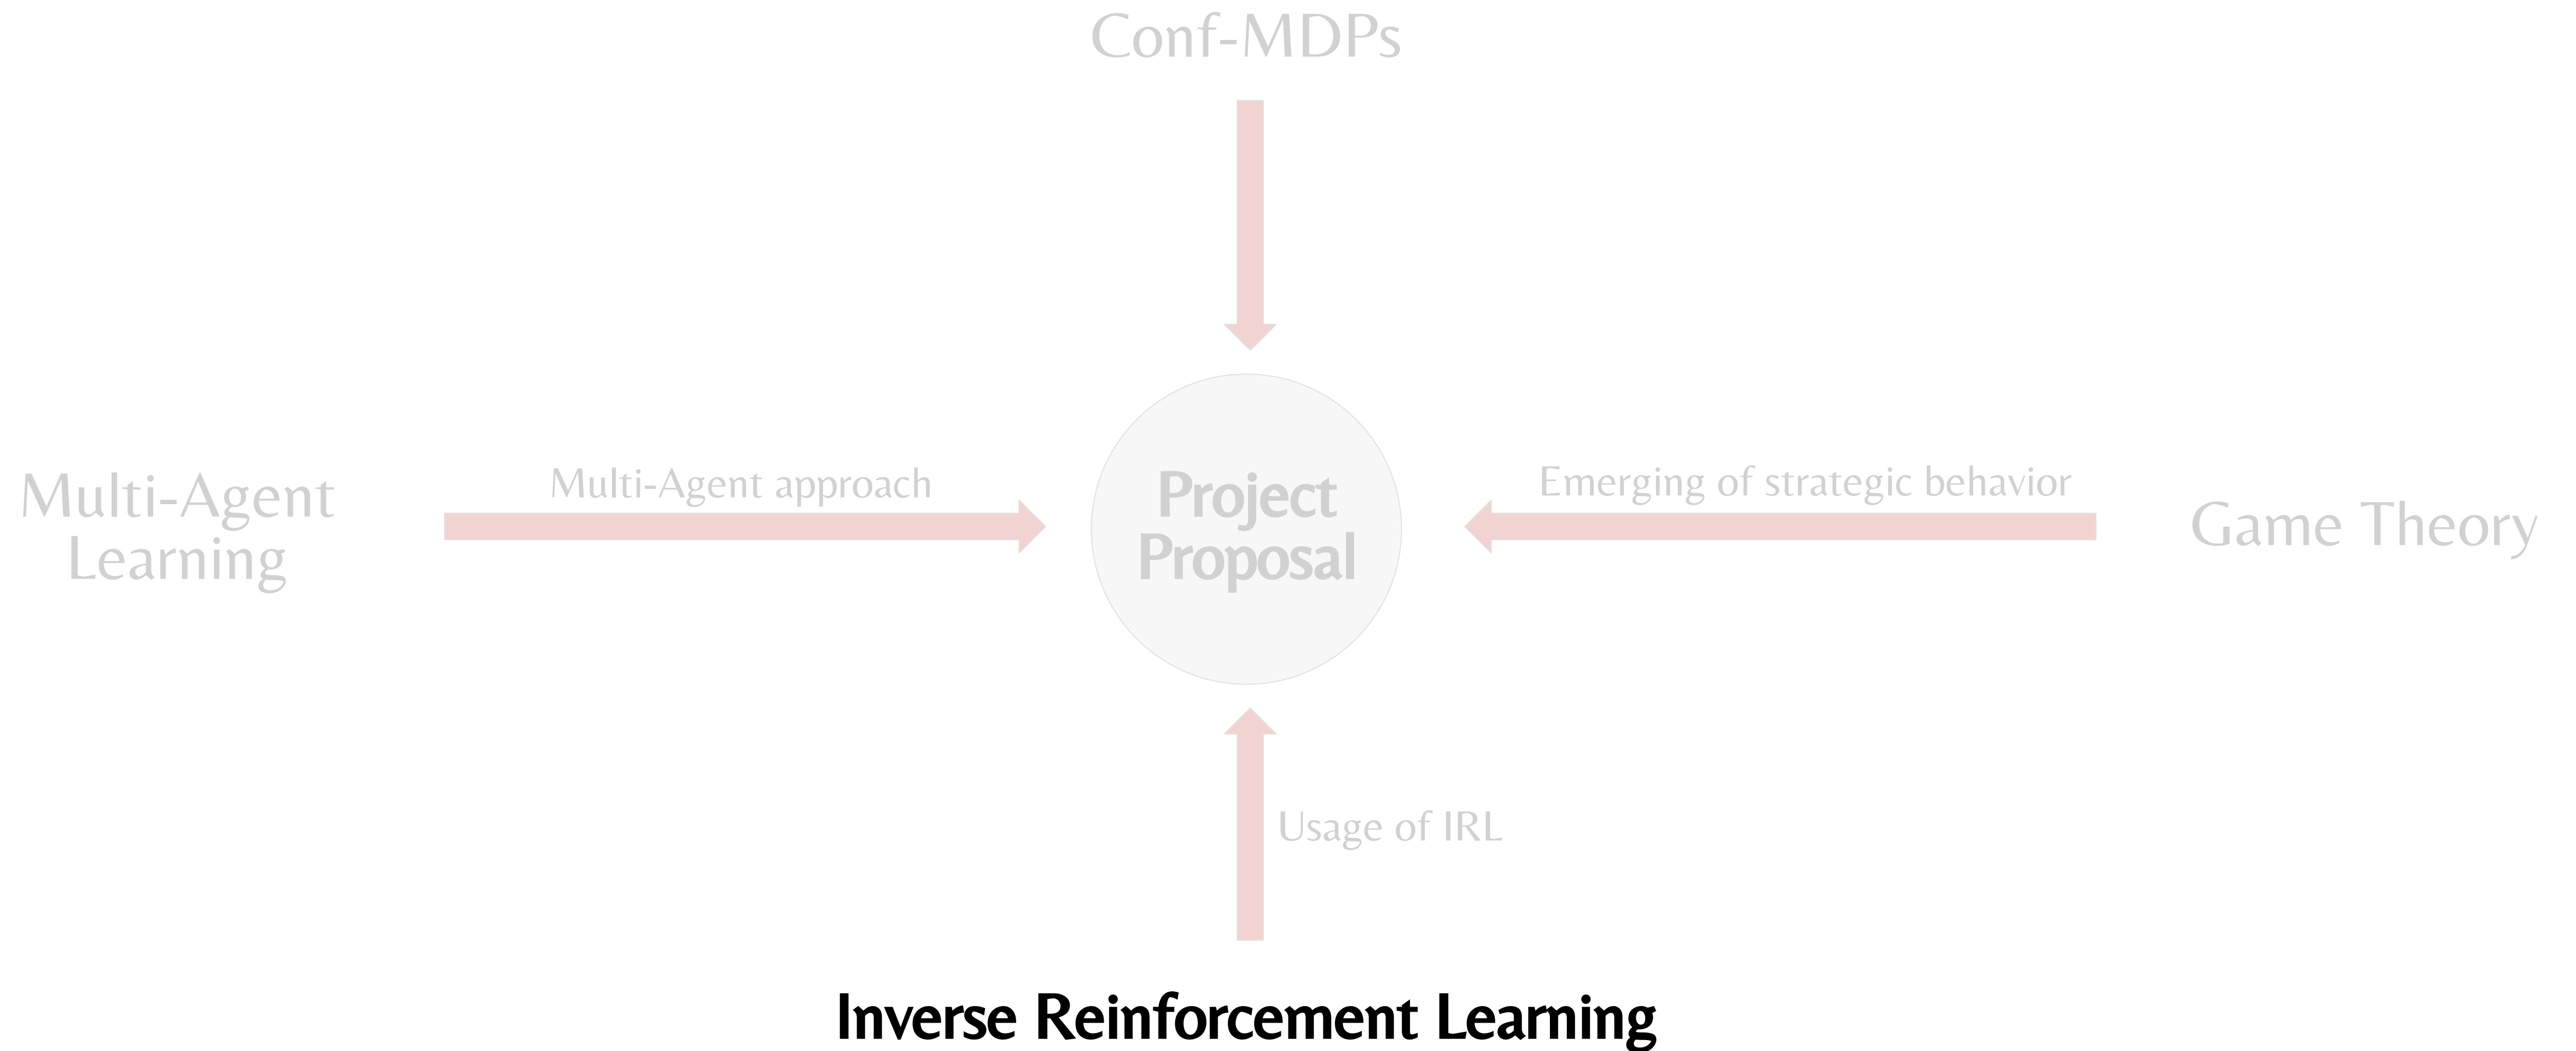 Conf-MDPs
Multi-Agent
Learning
Multi-Agent approach
Project
Proposal
Emerging of strategic behavior
Game Theory
Usage of IRL
Inverse Reinforcement Learning